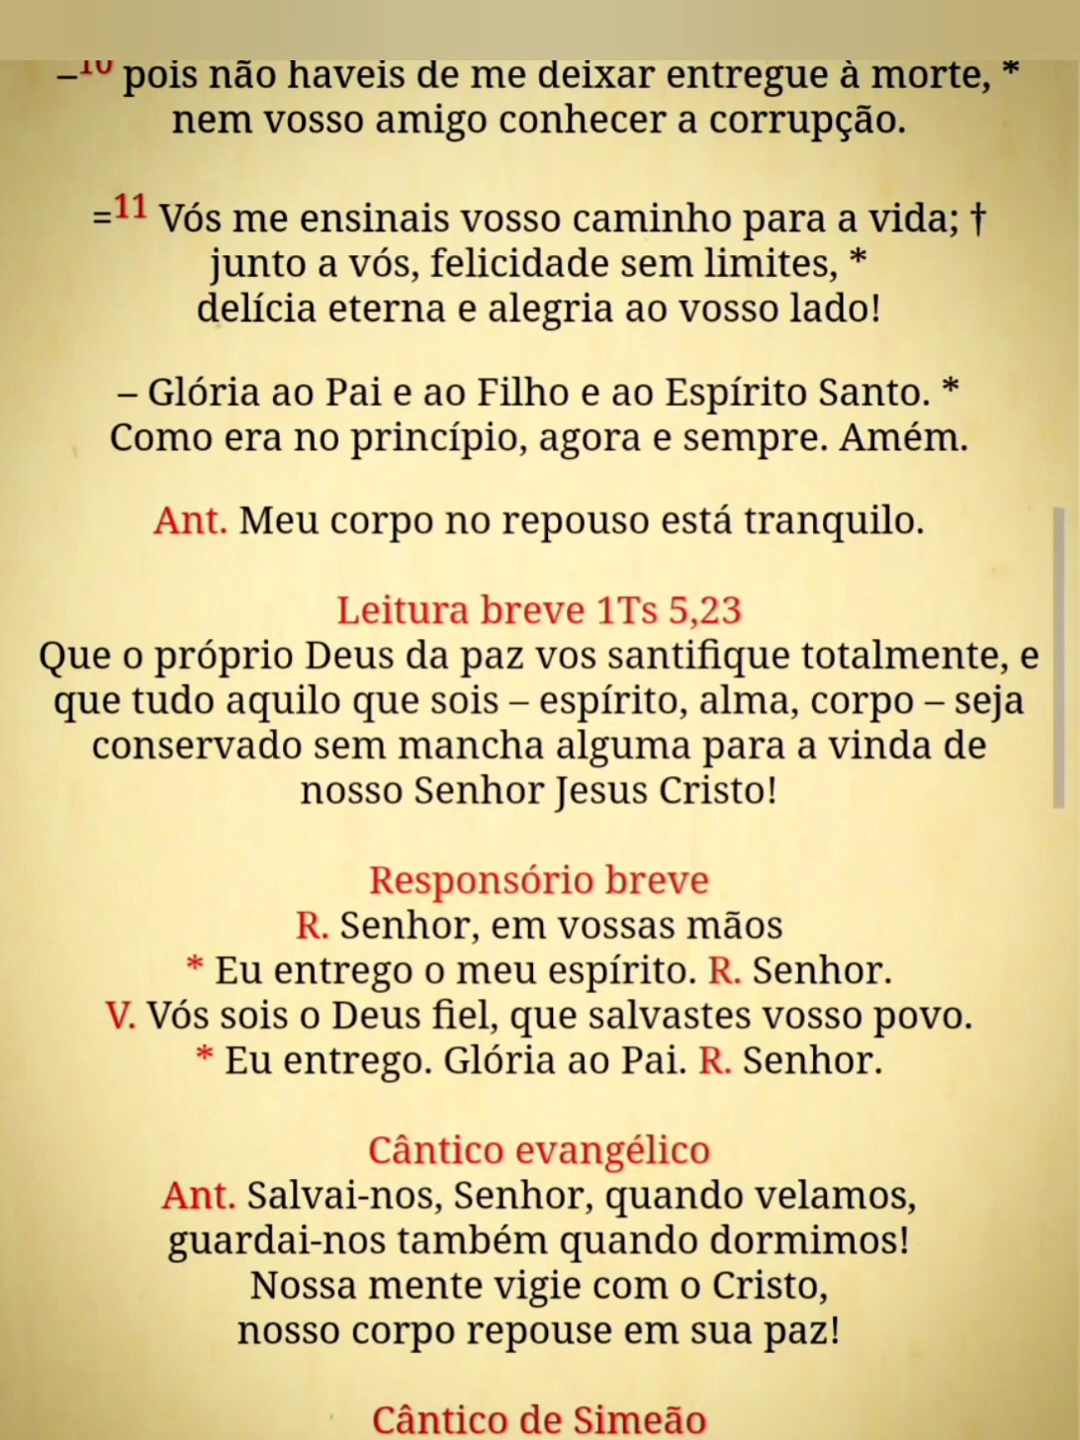 –10 pois não haveis de me deixar entregue à morte, *
nem vosso amigo conhecer a corrupção.
=11 Vós me ensinais vosso caminho para a vida; †
junto a vós, felicidade sem limites, *
delícia eterna e alegria ao vosso lado!
– Glória ao Pai e ao Filho e ao Espírito Santo. *
Como era no princípio, agora e sempre. Amém.
Ant. Meu corpo no repouso está tranquilo.
Leitura breve 1Ts 5,23
Que o próprio Deus da paz vos santifique totalmente, e
que tudo aquilo que sois – espírito, alma, corpo – seja
conservado sem mancha alguma para a vinda de
nosso Senhor Jesus Cristo!
Responsório breve
R. Senhor, em vossas mãos
* Eu entrego o meu espírito. R. Senhor.
V. Vós sois o Deus fiel, que salvastes vosso povo.
* Eu entrego. Glória ao Pai. R. Senhor.
Cântico evangélico
Ant. Salvai-nos, Senhor, quando velamos,
guardai-nos também quando dormimos!
Nossa mente vigie com o Cristo,
nosso corpo repouse em sua paz!
Cântico de Simeão